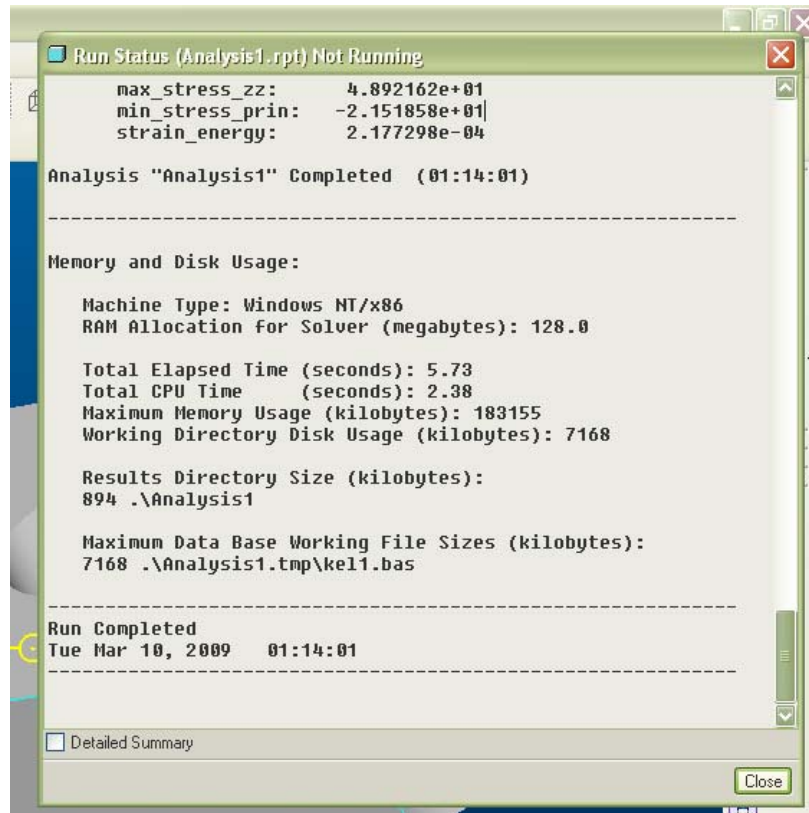 Run Status (Analysis1.rpt) Not Running
max_stress_zz: 4.892162e+01
min_stress_prin: -2.151858e+01
strain_energy: 2.177298e-04
Analysis "Analysis1" Completed (01:14:01)
------------------------------------------------------------
Memory and Disk Usage:
Machine Type: Windows NT/x86
RAM Allocation for Solver (megabytes): 128.0
Total Elapsed Time (seconds): 5.73
Total CPU Time (seconds): 2.38
Maximum Memory Usage (kilobytes): 183155
Working Directory Disk Usage (kilobytes): 7168
Results Directory Size (kilobytes):
894 .\Analysis1
Maximum Data Base Working File Sizes (kilobytes):
7168 .\Analysis1.tmp\kel1.bas
------------------------------------------------------------
Run Completed
Tue Mar 10, 2009 01:14:01
------------------------------------------------------------
Detailed Summary
Close